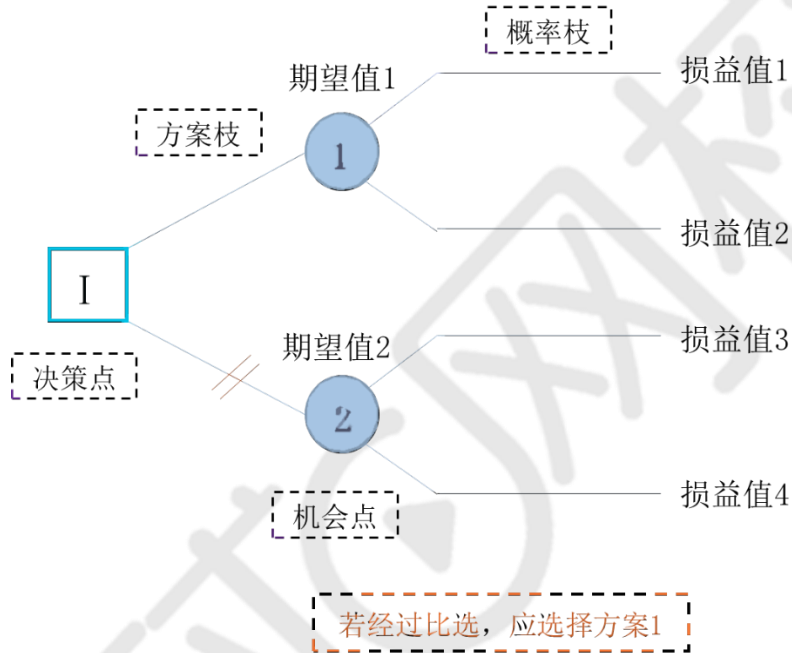 概率枝
期望值1
损益值1
方案枝
1
损益值2
I
期望值2
损益值3
决策点
2
损益值4
机会点
若经过比选，应选择方案1